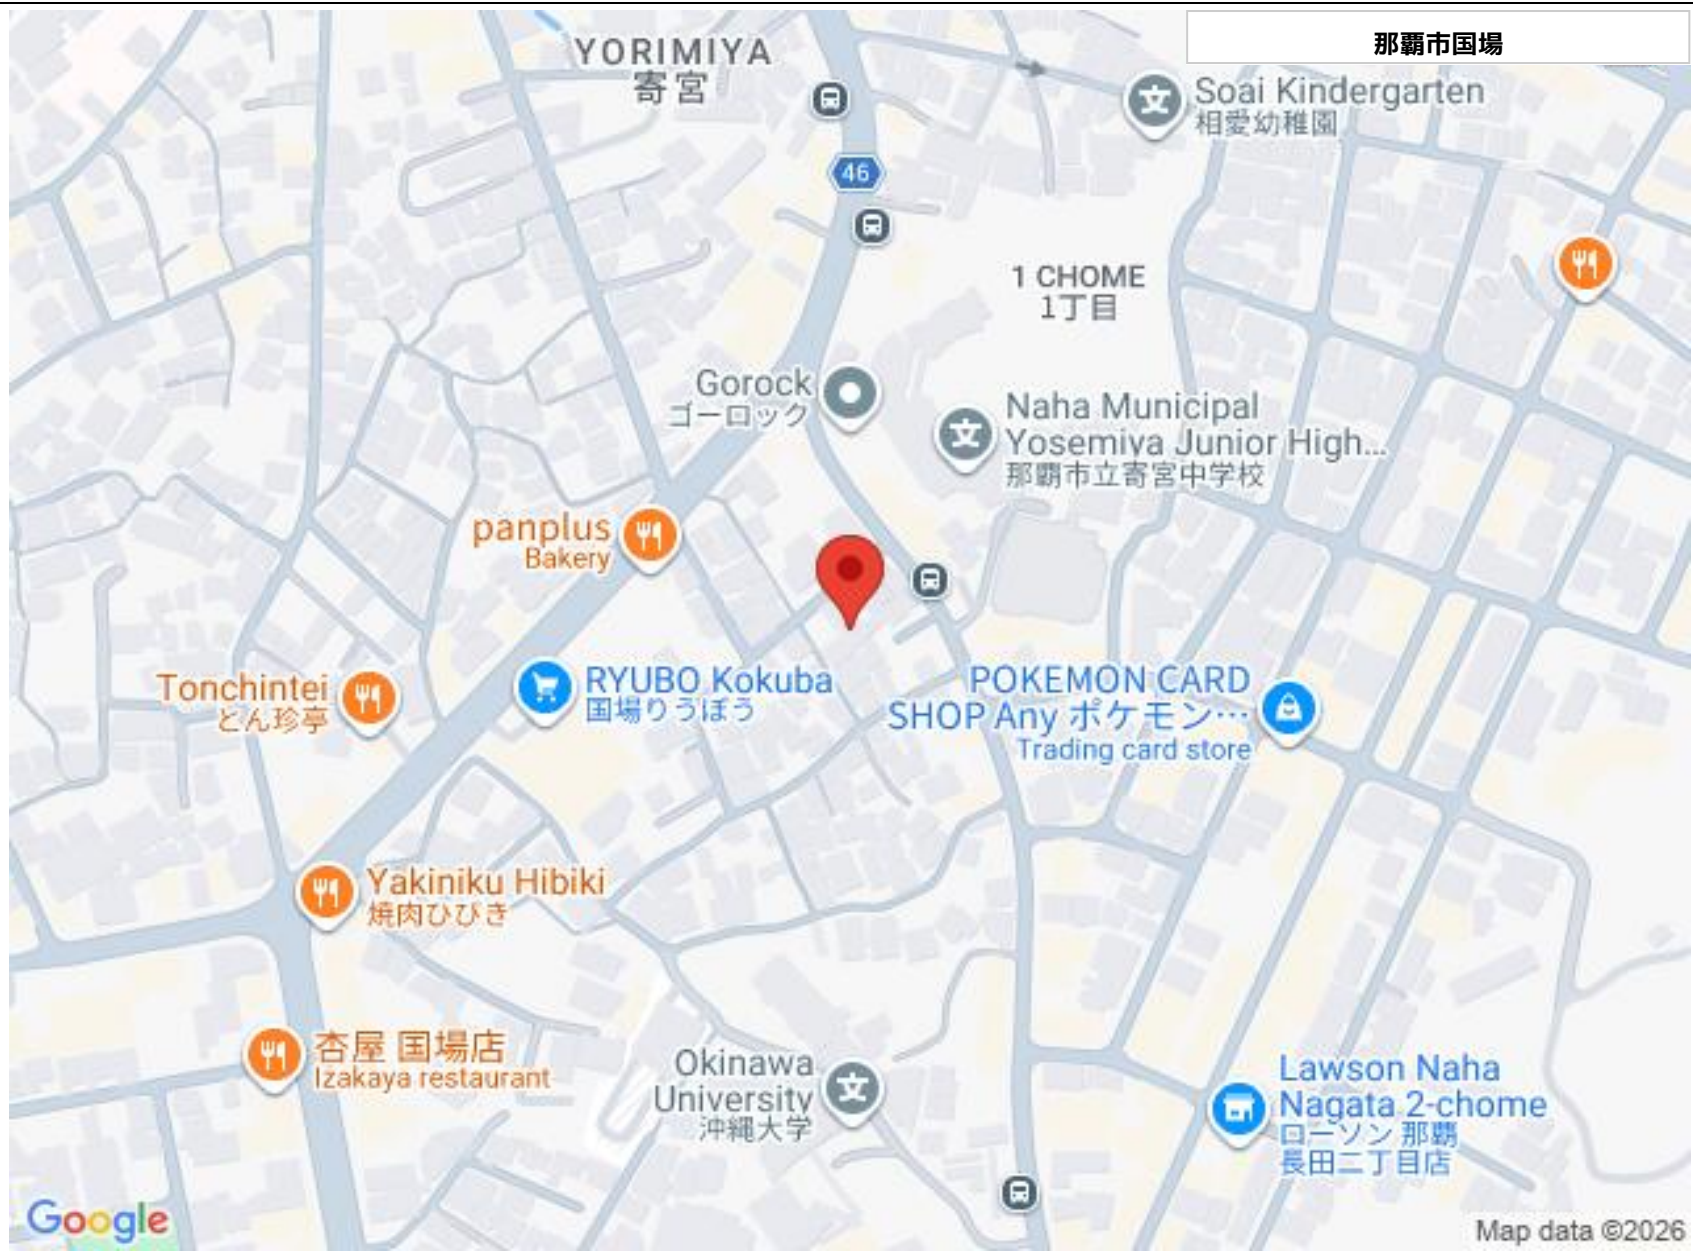 那覇市国場
YORIMIYA
寄宮
Soai Kindergarten
相愛幼稚園
46
1 CHOME
1丁目
Gorock
ゴーロック
Naha Municipal
Yosemiya Junior High...
那覇市立寄宮中学校
panplus
Bakery
Tonchintei
とん珍亭
RYUBO Kokuba
国場りうぼう
POKEMON CARD
SHOP Any ポケモン…
Trading card store
Yakiniku Hibiki
焼肉ひびき
杏屋 国場店
Izakaya restaurant
Okinawa
University
沖縄大学
Lawson Naha
Nagata 2-chome
ローソン 那覇
長田二丁目店
Google
Map data ©2026